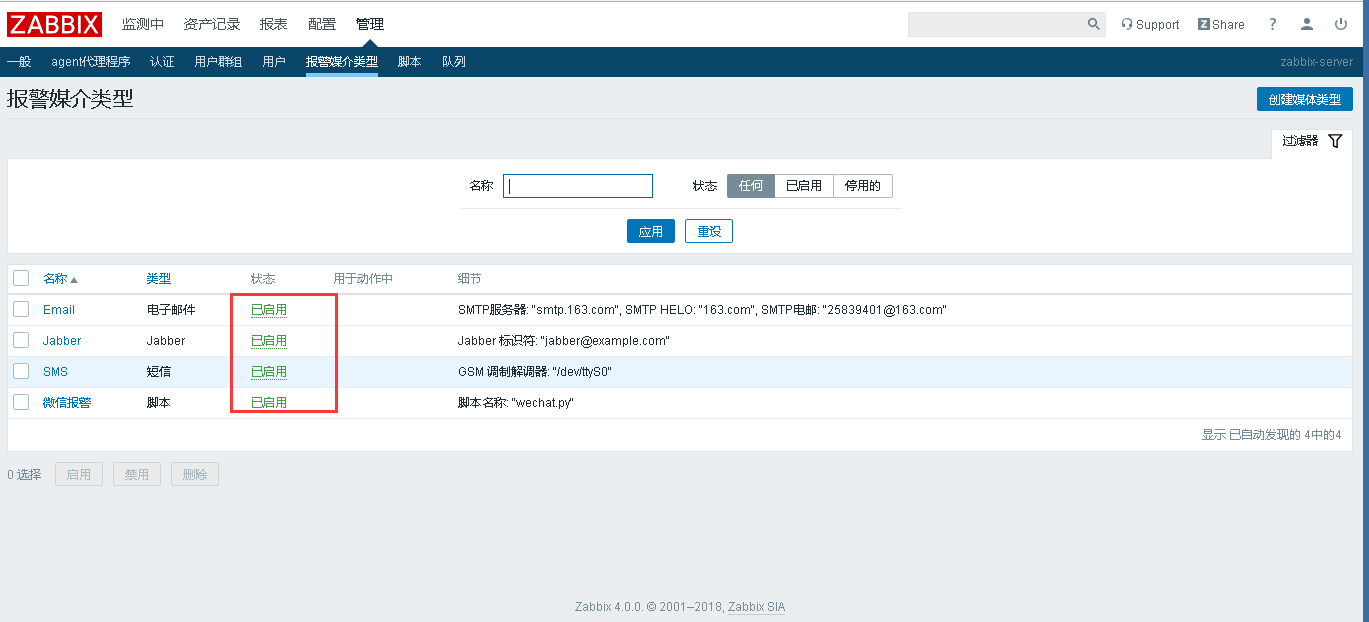 ZABBIX 监测中 资产记录 报表 配置 管理 Support Share ?
一般 agent代理程序 认证 用户群组 用户 报警媒介类型 脚本 队列 zabbix-server
报警媒介类型 创建媒体类型
过滤器
名称 状态 任何 已启用 停用的
应用 重设
名称 类型 状态 用于动作中 细节
Email 电子邮件 已启用 SMTP服务器: "smtp.163.com", SMTP HELO: "163.com", SMTP电邮: "25839401@163.com"
Jabber Jabber 已启用 Jabber 标识符: "jabber@example.com"
SMS 短信 已启用 GSM 调制解调器: "/dev/ttyS0"
微信报警 脚本 已启用 脚本名称: "wechat.py"
显示 已自动发现的 4中的4
0 选择 启用 禁用 删除
Zabbix 4.0.0. © 2001–2018, Zabbix SIA